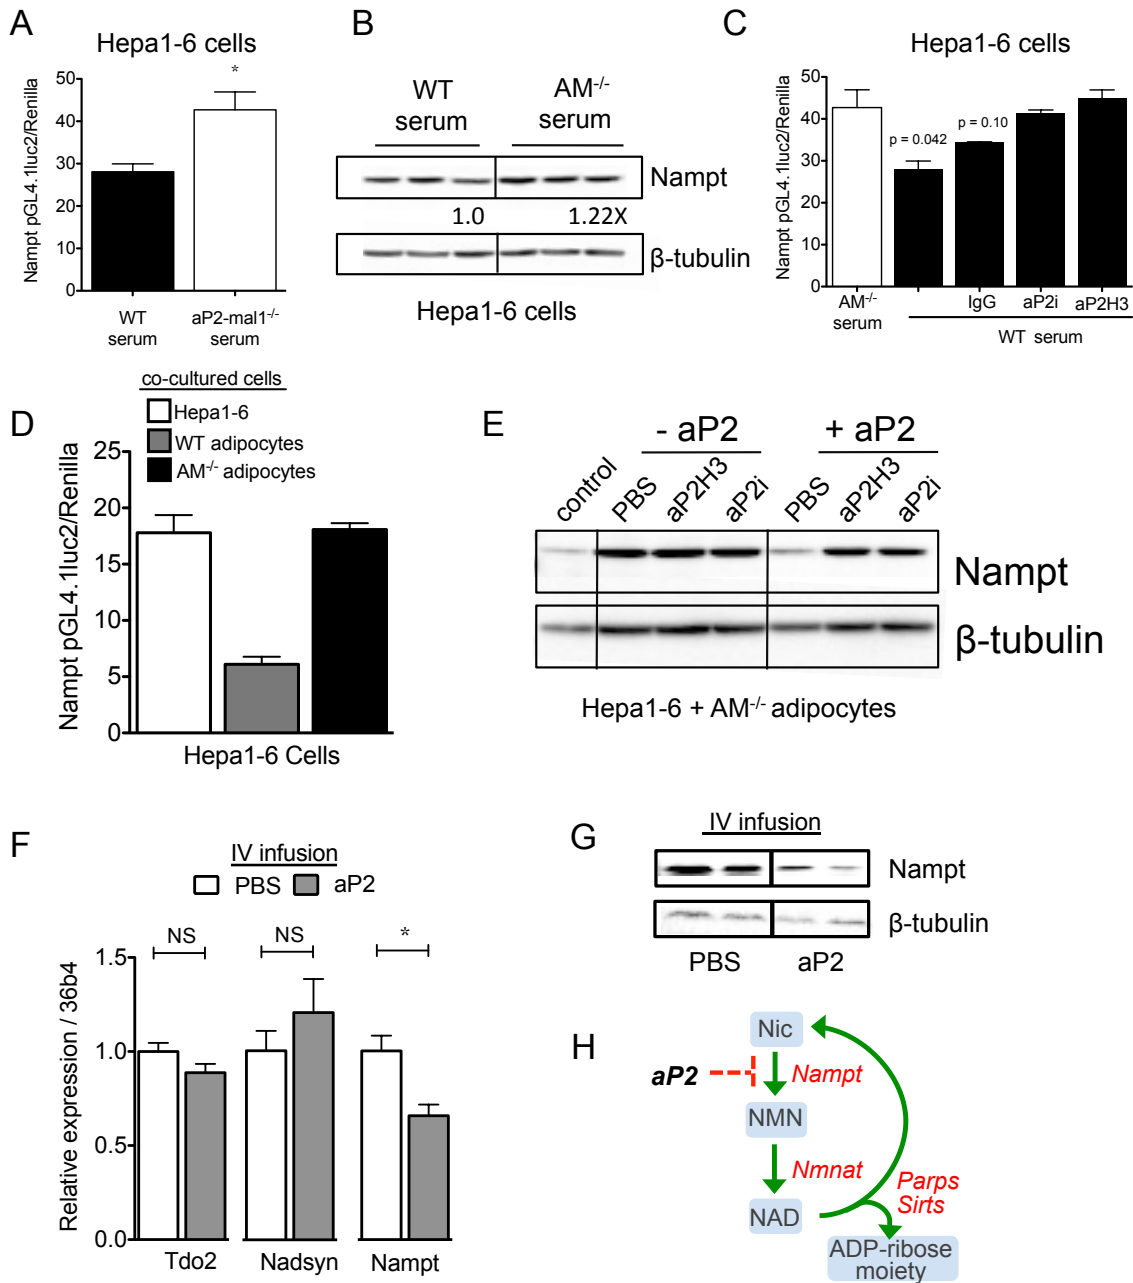 A
Hepa1-6 cells
*
Nampt pGL4.1luc2/Renilla
50
40
30
20
10
0
WT
serum
aP2-mal1-/-
serum
B
WT
serum
AM-/-
serum
Nampt
1.0
1.22X
β-tubulin
Hepa1-6 cells
C
Hepa1-6 cells
Nampt pGL4.1luc2/Renilla
50
40
30
20
10
0
p = 0.042
p = 0.10
AM-/-
serum
IgG
aP2i
aP2H3
WT serum
D
co-cultured cells
Hepa1-6
WT adipocytes
AM-/- adipocytes
Nampt pGL4.1luc2/Renilla
25
20
15
10
5
0
Hepa1-6 Cells
E
- aP2
+ aP2
control
PBS
aP2H3
aP2i
PBS
aP2H3
aP2i
Nampt
β-tubulin
Hepa1-6 + AM-/- adipocytes
F
IV infusion
PBS
aP2
NS
NS
*
Relative expression / 36b4
1.5
1.0
0.5
0.0
Tdo2
Nadsyn
Nampt
G
IV infusion
Nampt
β-tubulin
PBS
aP2
H
Nic
aP2
Nampt
NMN
Nmnat
NAD
Parps
Sirts
ADP-ribose
moiety